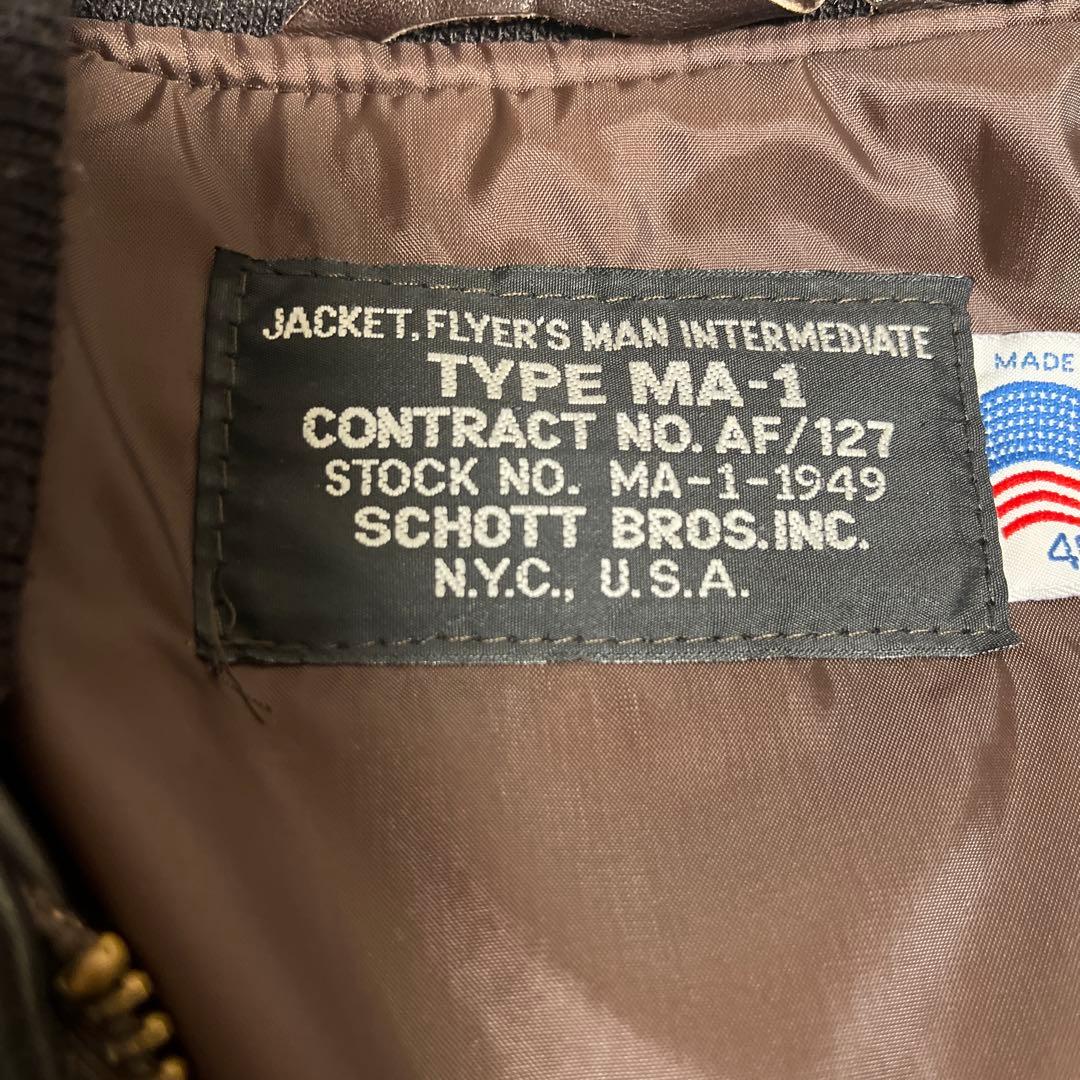 JACKET, FLYER'S MAN INTERMEDIATE
TYPE MA-1
CONTRACT NO. AF/127
STOCK NO. MA-1-1949
SCHOTT BROS. INC.
N.Y.C., U.S.A.
MADE